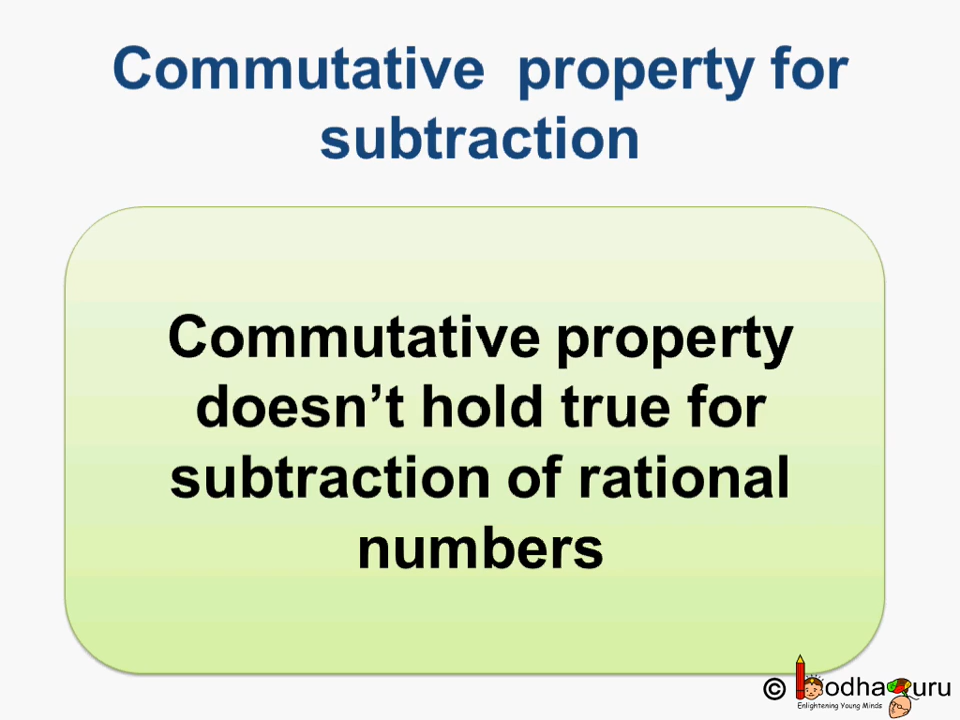 Commutative  property for
subtraction
Commutative property
doesn’t hold true for
subtraction of rational
numbers
© BodhaGuru
Enlightening Young Minds